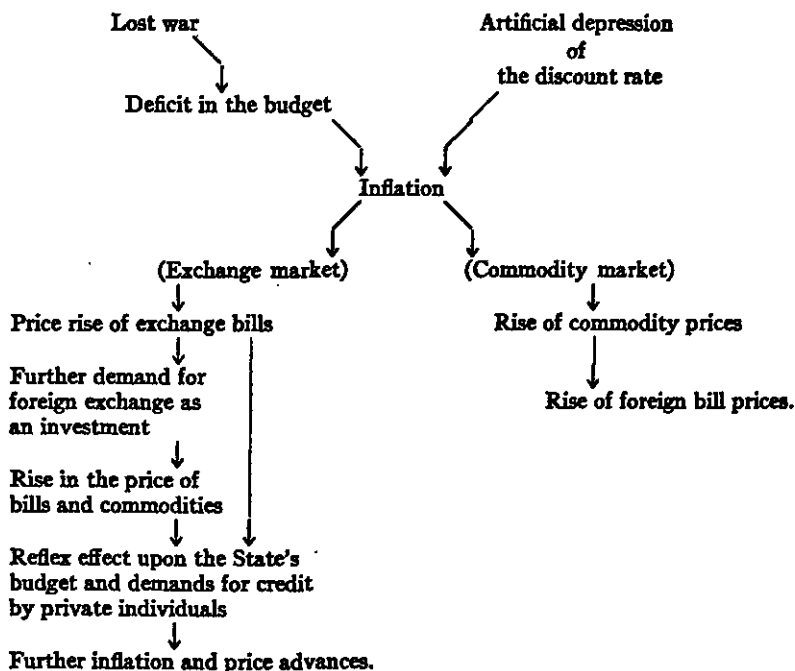 Lost war
Artificial depression
of
the discount rate
Deficit in the budget
Inflation
(Exchange market)
(Commodity market)
Price rise of exchange bills
Rise of commodity prices
Further demand for
foreign exchange as
an investment
Rise of foreign bill prices.
Rise in the price of
bills and commodities
Reflex effect upon the State's
budget and demands for credit
by private individuals
Further inflation and price advances.